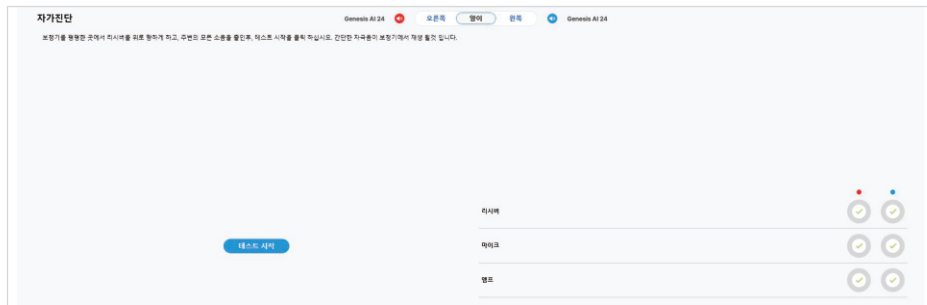 자가진단
Genesis AI 24 오른쪽 양이 왼쪽 Genesis AI 24
보청기를 평평한 곳에서 리시버를 위로 향하게 하고, 주변의 모든 소음을 줄인후, 테스트 시작을 클릭 하십시오. 간단한 자극음이 보청기에서 재생 될것 입니다.
리시버
테스트 시작
마이크
앰프